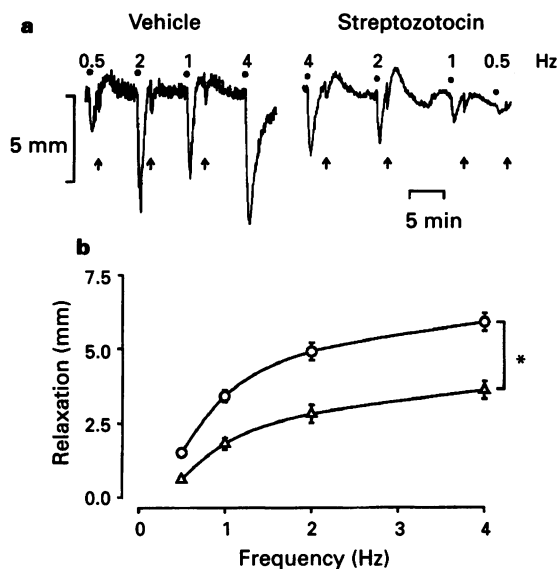 a
Vehicle Streptozotocin
0.5 2 1 4 4 2 1 0.5 Hz
5 mm
5 min
b
7.5
5.0
2.5
0.0
Relaxation (mm)
*
0 1 2 3 4
Frequency (Hz)